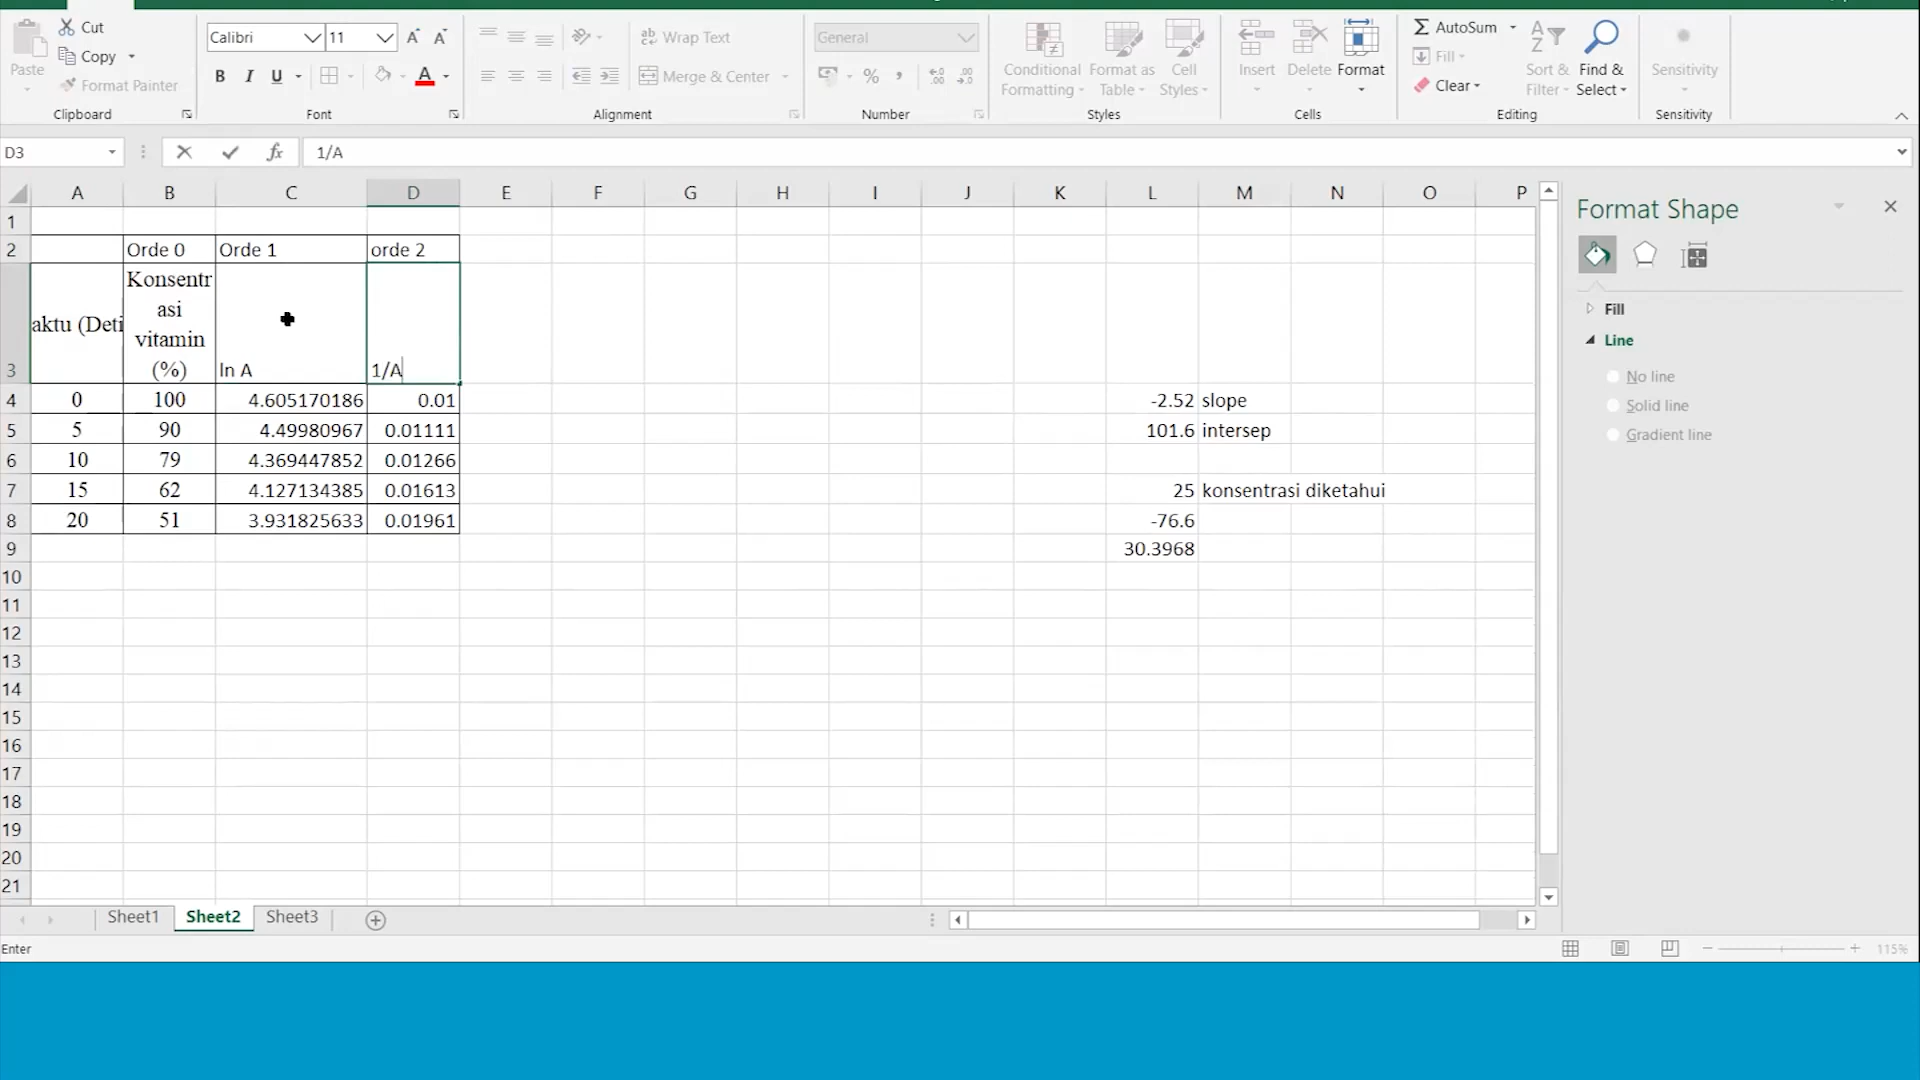 Cut
Copy
Format Painter
Paste
Clipboard
Calibri 11 A A
B I U A
Font
Wrap Text
Merge & Center
Alignment
General
% , .00 .00
Number
Conditional Formatting
Format as Table
Cell Styles
Styles
Insert Delete Format
Cells
AutoSum
Fill
Clear
Sort & Filter
Find & Select
Editing
Sensitivity
Sensitivity
D3 fx 1/A
A B C D E F G H I J K L M N O P
1
2 Orde 0 Orde 1 orde 2
3 aktu (Deti Konsentr
asi
vitamin
(%) ln A 1/A
4 0 100 4.605170186 0.01 -2.52 slope
5 5 90 4.49980967 0.01111 101.6 intersep
6 10 79 4.369447852 0.01266
7 15 62 4.127134385 0.01613 25 konsentrasi diketahui
8 20 51 3.931825633 0.01961 -76.6
9 30.3968
10
11
12
13
14
15
16
17
18
19
20
21
Format Shape
Fill
Line
No line
Solid line
Gradient line
Sheet1 Sheet2 Sheet3
Enter
115%